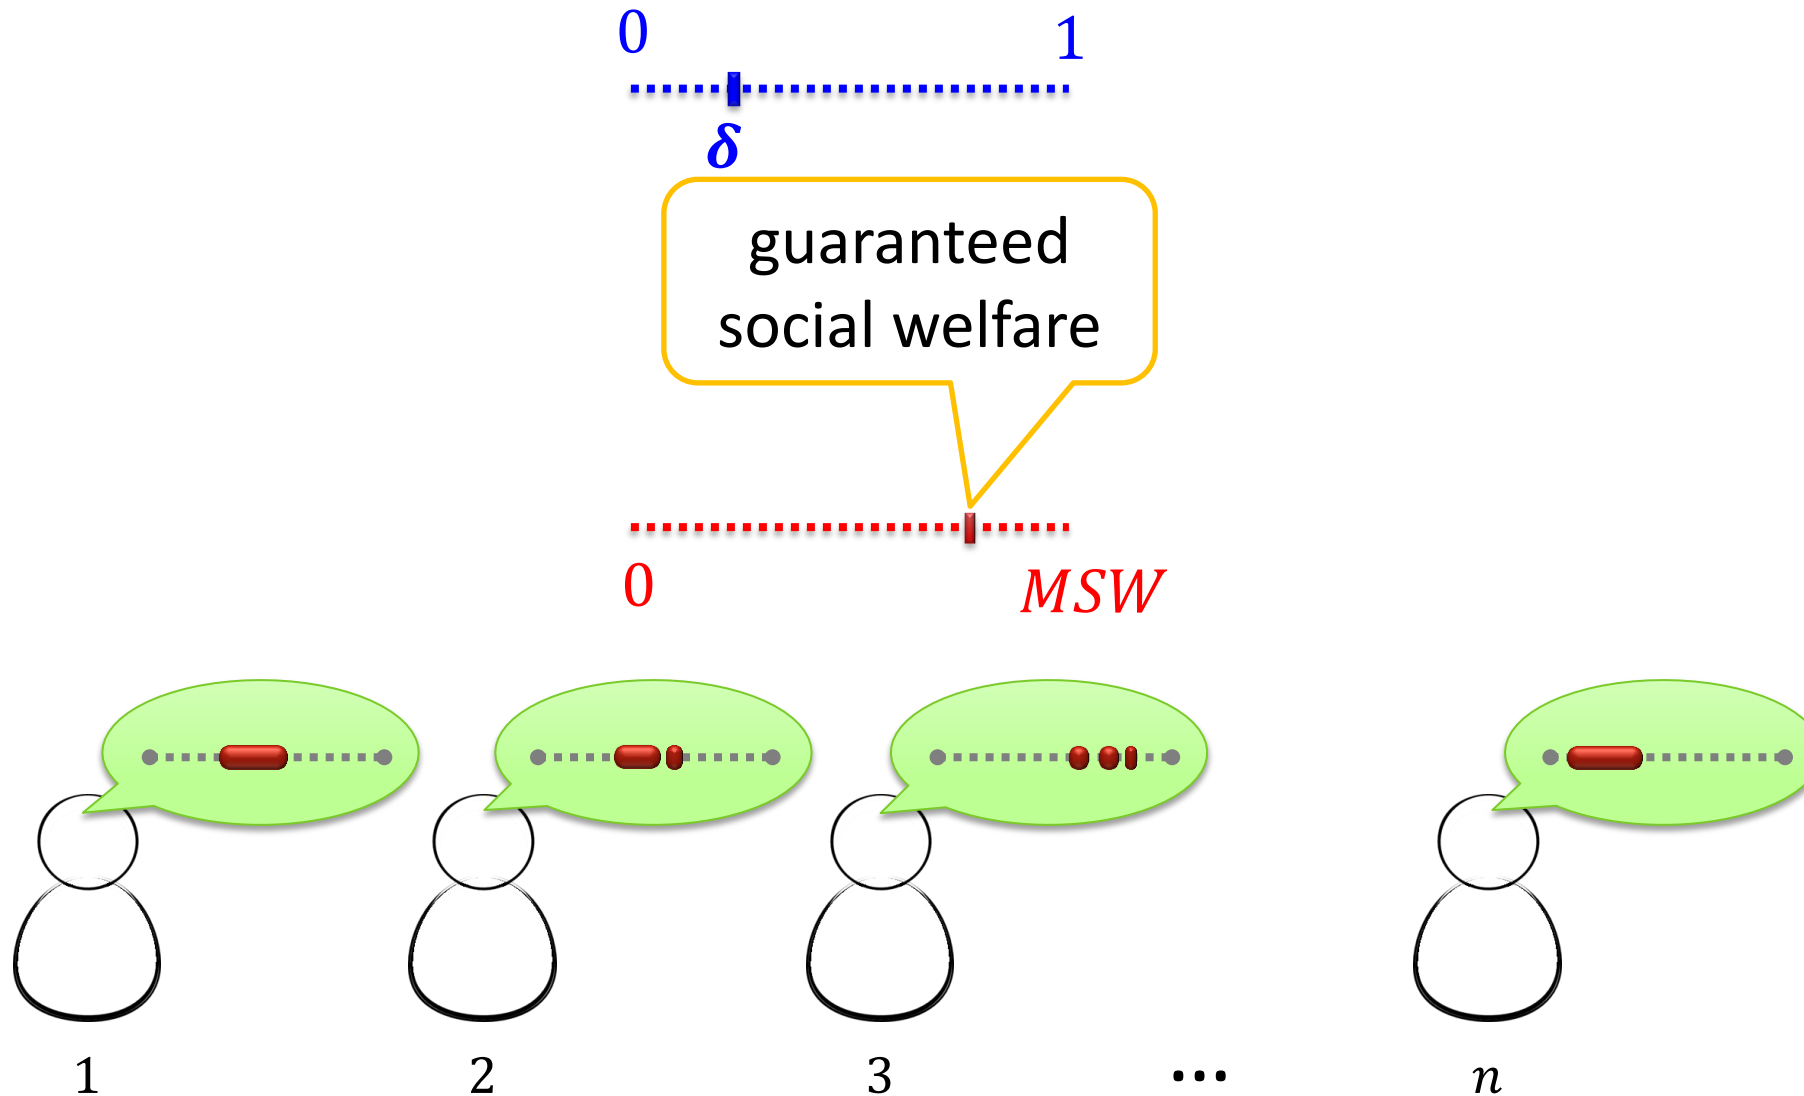 0 1
δ
guaranteed
social welfare
0 MSW
1 2 3 ... n